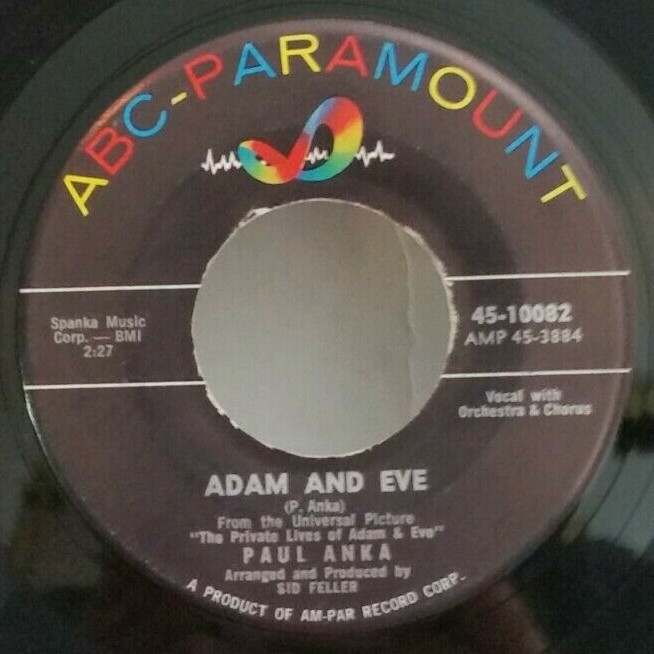 ABC-PARAMOUNT
Spanka Music
Corp. — BMI
2:27
45-10082
AMP 45-3884
Vocal with
Orchestra & Chorus
ADAM AND EVE
(P. Anka)
From the Universal Picture
"The Private Lives of Adam & Eve"
PAUL ANKA
Arranged and Produced by
SID FELLER
A PRODUCT OF AM-PAR RECORD CORP.